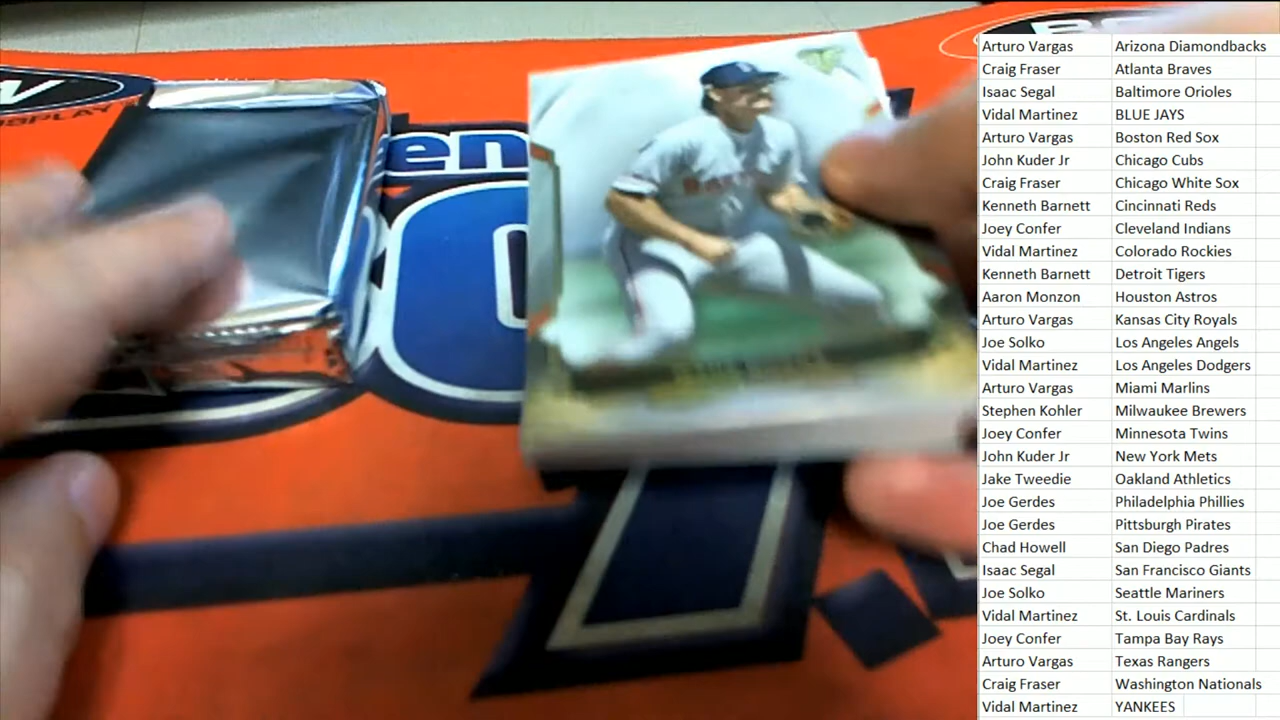 Arturo Vargas Arizona Diamondbacks
Craig Fraser Atlanta Braves
Isaac Segal Baltimore Orioles
Vidal Martinez BLUE JAYS
Arturo Vargas Boston Red Sox
John Kuder Jr Chicago Cubs
Craig Fraser Chicago White Sox
Kenneth Barnett Cincinnati Reds
Joey Confer Cleveland Indians
Vidal Martinez Colorado Rockies
Kenneth Barnett Detroit Tigers
Aaron Monzon Houston Astros
Arturo Vargas Kansas City Royals
Joe Solko Los Angeles Angels
Vidal Martinez Los Angeles Dodgers
Arturo Vargas Miami Marlins
Stephen Kohler Milwaukee Brewers
Joey Confer Minnesota Twins
John Kuder Jr New York Mets
Jake Tweedie Oakland Athletics
Joe Gerdes Philadelphia Phillies
Joe Gerdes Pittsburgh Pirates
Chad Howell San Diego Padres
Isaac Segal San Francisco Giants
Joe Solko Seattle Mariners
Vidal Martinez St. Louis Cardinals
Joey Confer Tampa Bay Rays
Arturo Vargas Texas Rangers
Craig Fraser Washington Nationals
Vidal Martinez YANKEES